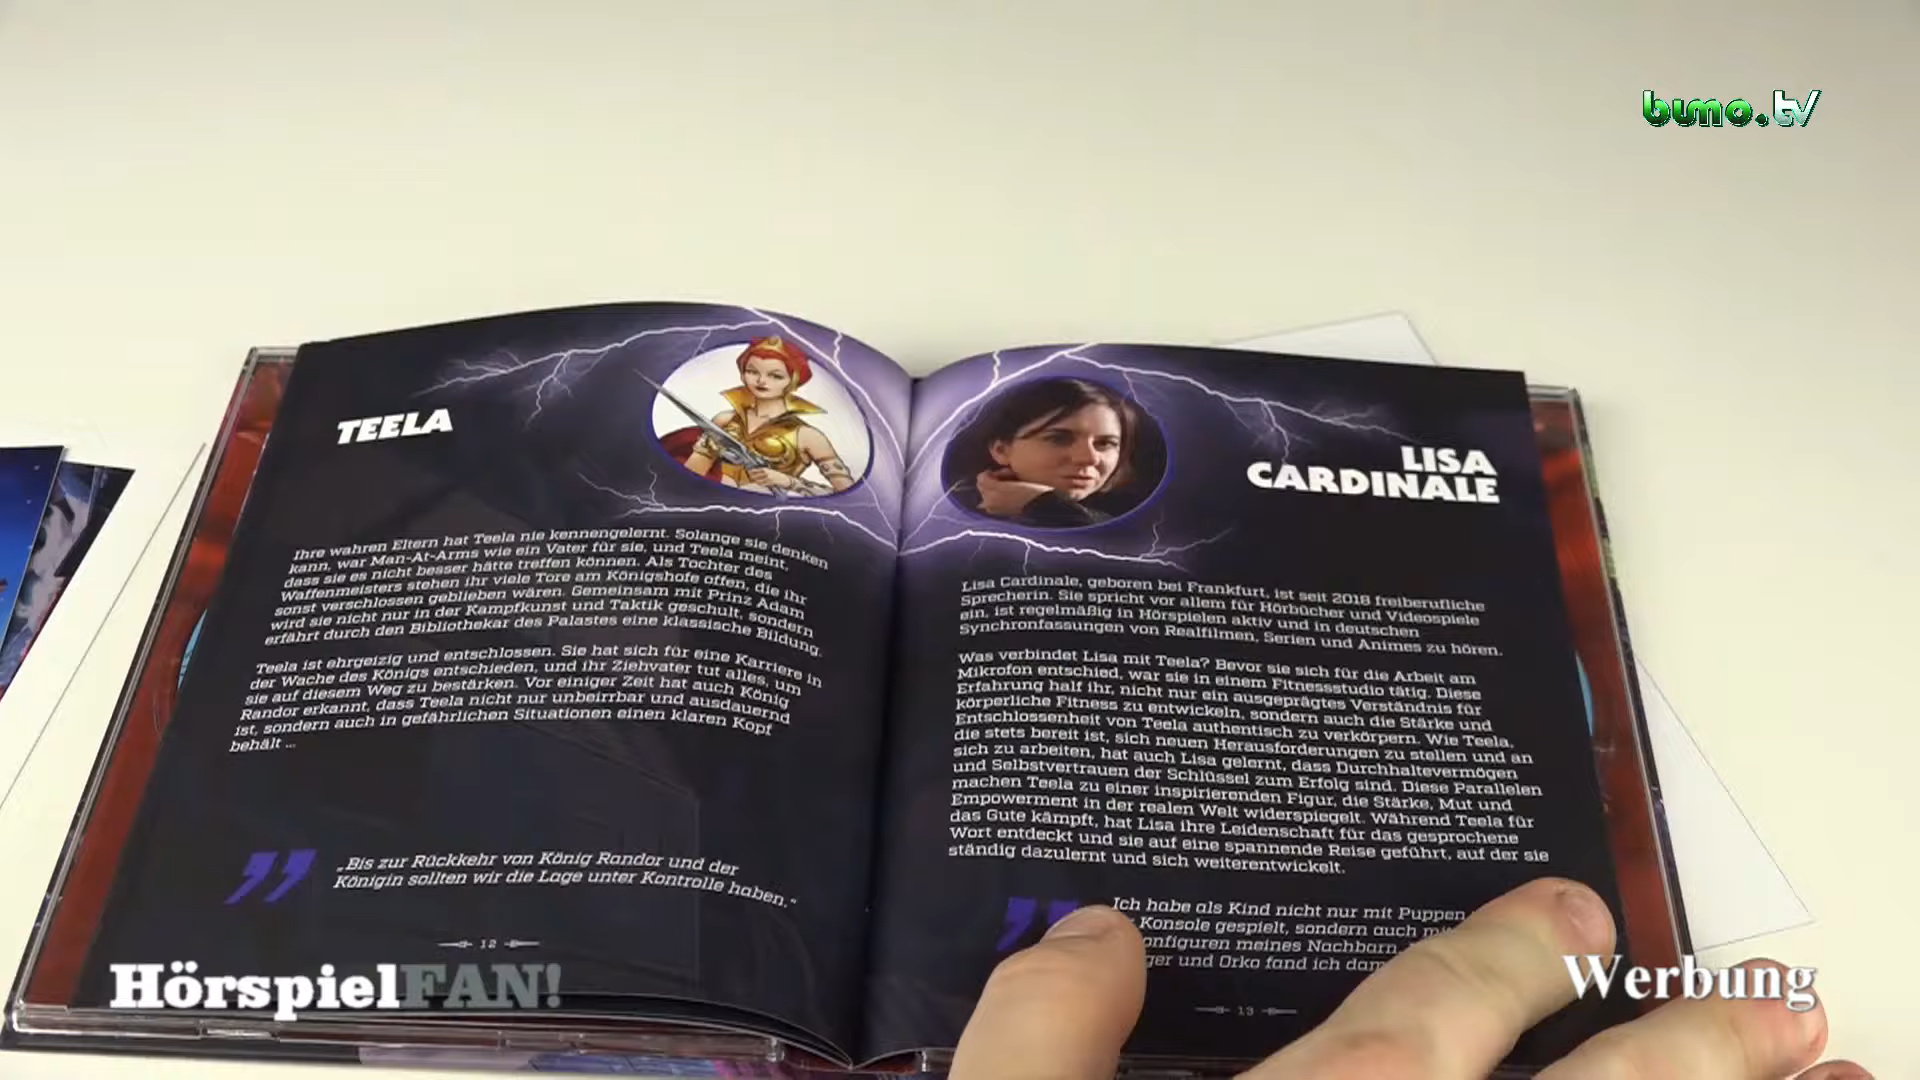 bumo.tv
TEELA
Ihre wahren Eltern hat Teela nie kennengelernt. Solange sie denken
kann, war Man-At-Arms wie ein Vater für sie, und Teela meint,
dass sie es nicht besser hätte treffen können. Als Tochter des
Waffenmeisters stehen ihr viele Tore am Königshofe offen, die ihr
sonst verschlossen geblieben wären. Gemeinsam mit Prinz Adam
wird sie nicht nur in der Kampfkunst und Taktik geschult, sondern
erfährt durch den Bibliothekar des Palastes eine klassische Bildung.
Teela ist ehrgeizig und entschlossen. Sie hat sich für eine Karriere in
der Wache des Königs entschieden, und ihr Ziehvater tut alles, um
sie auf diesem Weg zu bestärken. Vor einiger Zeit hat auch König
Randor erkannt, dass Teela nicht nur unbeirrbar und ausdauernd
ist, sondern auch in gefährlichen Situationen einen klaren Kopf
behält ...
„Bis zur Rückkehr von König Randor und der
Königin sollten wir die Lage unter Kontrolle haben.“
12
LISA
CARDINALE
Lisa Cardinale, geboren bei Frankfurt, ist seit 2018 freiberufliche
Sprecherin. Sie spricht vor allem für Hörbücher und Videospiele
ein, ist regelmäßig in Hörspielen aktiv und in deutschen
Synchronfassungen von Realfilmen, Serien und Animes zu hören.
Was verbindet Lisa mit Teela? Bevor sie sich für die Arbeit am
Mikrofon entschied, war sie in einem Fitnessstudio tätig. Diese
Erfahrung half ihr, nicht nur ein ausgeprägtes Verständnis für
körperliche Fitness zu entwickeln, sondern auch die Stärke und
Entschlossenheit von Teela authentisch zu verkörpern. Wie Teela,
die stets bereit ist, sich neuen Herausforderungen zu stellen und an
sich zu arbeiten, hat auch Lisa gelernt, dass Durchhaltevermögen
und Selbstvertrauen der Schlüssel zum Erfolg sind. Diese Parallelen
machen Teela zu einer inspirierenden Figur, die Stärke, Mut und
Empowerment in der realen Welt widerspiegelt. Während Teela für
das Gute kämpft, hat Lisa ihre Leidenschaft für das gesprochene
Wort entdeckt und sie auf eine spannende Reise geführt, auf der sie
ständig dazulernt und sich weiterentwickelt.
Ich habe als Kind nicht nur mit Puppen
Konsole gespielt, sondern auch
onfiguren meines Nachbarn.
ger und Orko fand ich
13
HörspielFAN!
Werbung